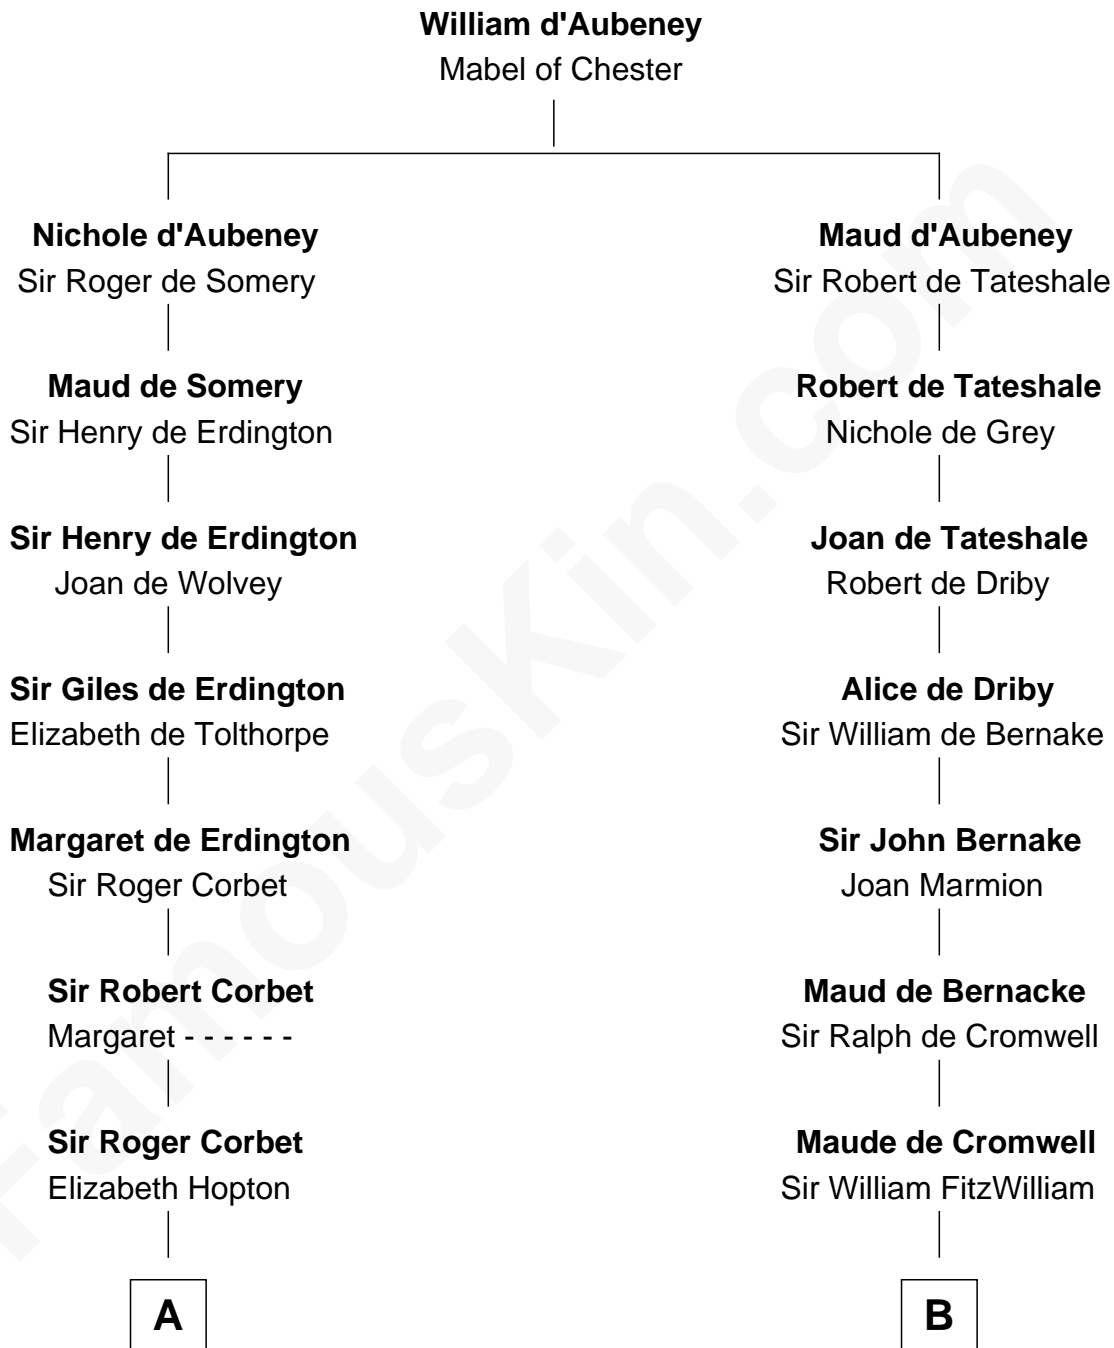 William d'Aubeney
Mabel of Chester
Nichole d'Aubeney
Sir Roger de Somery
Maud d'Aubeney
Sir Robert de Tateshale
Maud de Somery
Sir Henry de Erdington
Robert de Tateshale
Nichole de Grey
Sir Henry de Erdington
Joan de Wolvey
Joan de Tateshale
Robert de Driby
Sir Giles de Erdington
Elizabeth de Tolthorpe
Alice de Driby
Sir William de Bernake
Margaret de Erdington
Sir Roger Corbet
Sir John Bernake
Joan Marmion
Sir Robert Corbet
Margaret - - - - - -
Maud de Bernacke
Sir Ralph de Cromwell
Sir Roger Corbet
Elizabeth Hopton
Maude de Cromwell
Sir William FitzWilliam
A
B
FamousKin.com